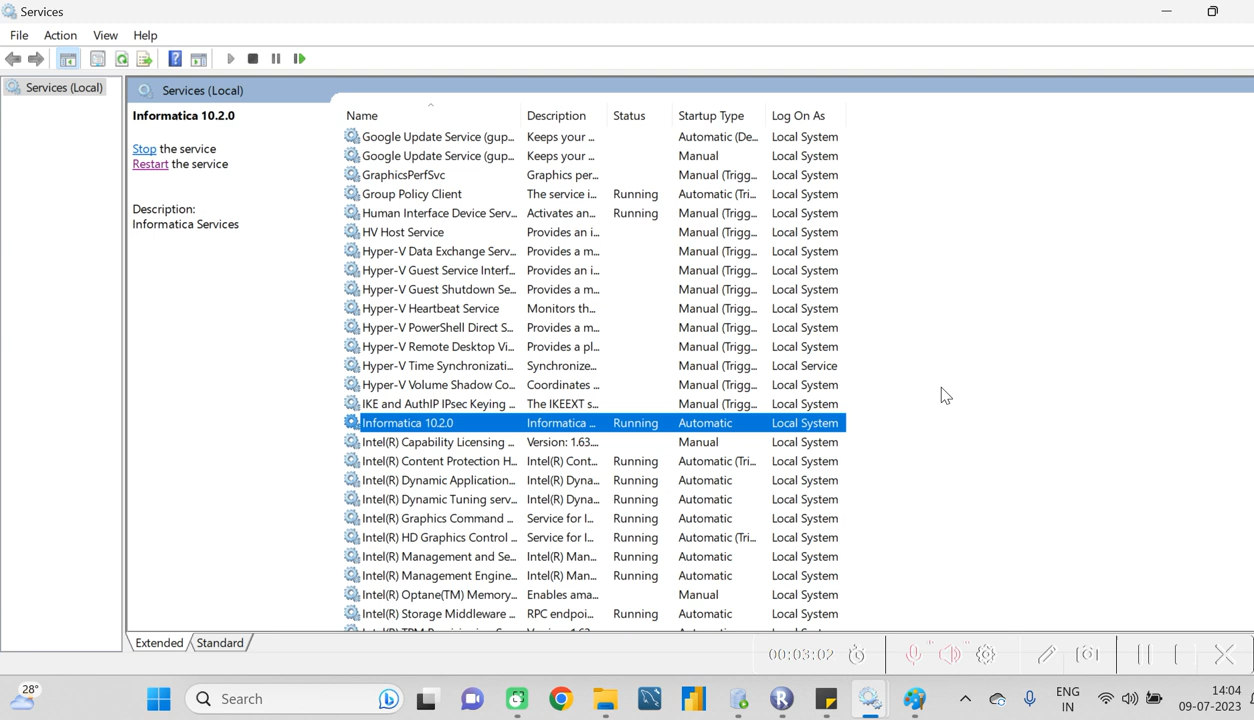 Services
File Action View Help
Services (Local)
Services (Local)
Informatica 10.2.0
Stop the service
Restart the service
Description:
Informatica Services
Name Description Status Startup Type Log On As
Google Update Service (gup... Keeps your ... Automatic (De... Local System
Google Update Service (gup... Keeps your ... Manual Local System
GraphicsPerfSvc Graphics per... Manual (Trigg... Local System
Group Policy Client The service i... Running Automatic (Tri... Local System
Human Interface Device Serv... Activates an... Running Manual (Trigg... Local System
HV Host Service Provides an i... Manual (Trigg... Local System
Hyper-V Data Exchange Serv... Provides a m... Manual (Trigg... Local System
Hyper-V Guest Service Interf... Provides an i... Manual (Trigg... Local System
Hyper-V Guest Shutdown Se... Provides a m... Manual (Trigg... Local System
Hyper-V Heartbeat Service Monitors th... Manual (Trigg... Local System
Hyper-V PowerShell Direct S... Provides a m... Manual (Trigg... Local System
Hyper-V Remote Desktop Vi... Provides a pl... Manual (Trigg... Local System
Hyper-V Time Synchronizati... Synchronize... Manual (Trigg... Local Service
Hyper-V Volume Shadow Co... Coordinates ... Manual (Trigg... Local System
IKE and AuthIP IPsec Keying ... The IKEEXT s... Manual (Trigg... Local System
Informatica 10.2.0 Informatica ... Running Automatic Local System
Intel(R) Capability Licensing ... Version: 1.63.... Manual Local System
Intel(R) Content Protection H... Intel(R) Cont... Running Automatic (Tri... Local System
Intel(R) Dynamic Application... Intel(R) Dyna... Running Automatic Local System
Intel(R) Dynamic Tuning serv... Intel(R) Dyna... Running Automatic Local System
Intel(R) Graphics Command ... Service for I... Running Automatic Local System
Intel(R) HD Graphics Control ... Service for I... Running Automatic (Tri... Local System
Intel(R) Management and Se... Intel(R) Man... Running Automatic Local System
Intel(R) Management Engine... Intel(R) Man... Running Automatic Local System
Intel(R) Optane(TM) Memory... Enables ama... Manual Local System
Intel(R) Storage Middleware ... RPC endpoi... Running Automatic Local System
Extended Standard
00:03:02
28°
Search
ENG
IN
14:04
09-07-2023